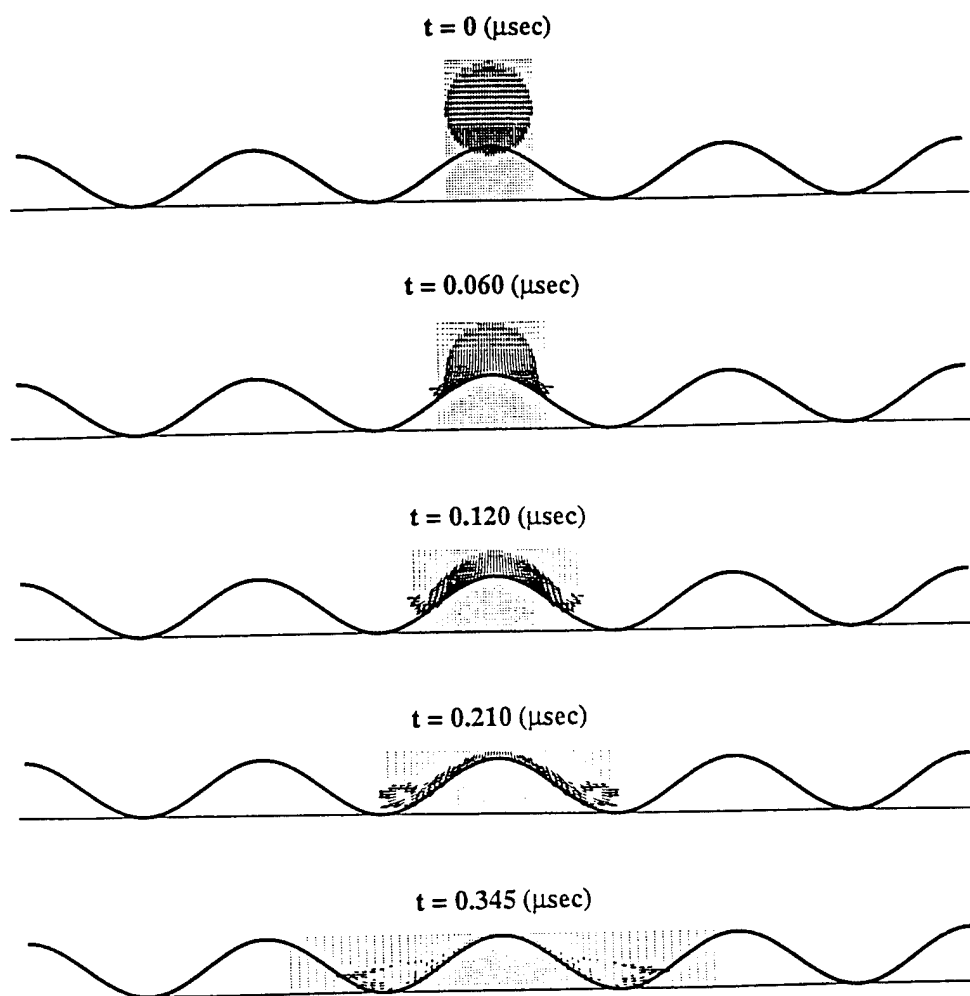 t = 0 (μsec)
t = 0.060 (μsec)
t = 0.120 (μsec)
t = 0.210 (μsec)
t = 0.345 (μsec)